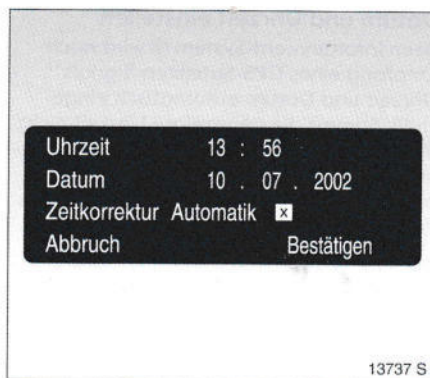 Uhrzeit 13 : 56
Datum 10 . 07 . 2002
Zeitkorrektur Automatik x
Abbruch Bestätigen
13737 S